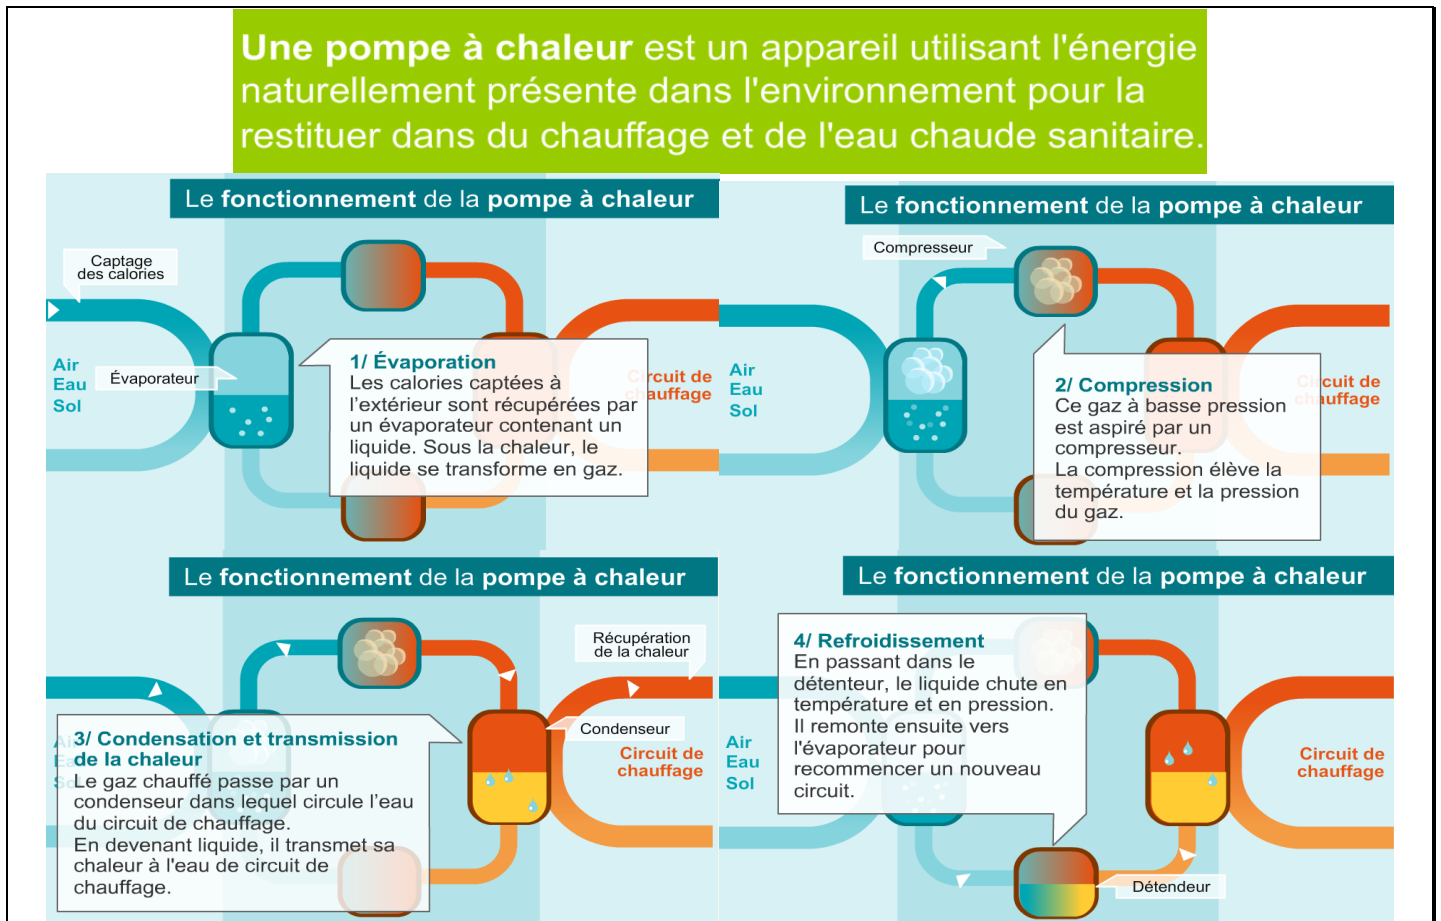 Une pompe à chaleur est un appareil utilisant l'énergie
naturellement présente dans l'environnement pour la
restituer dans du chauffage et de l'eau chaude sanitaire.
Le fonctionnement de la pompe à chaleur
Captage
des calories
Air
Eau
Sol
Évaporateur
1/ Évaporation
Les calories captées à
l'extérieur sont récupérées par
un évaporateur contenant un
liquide. Sous la chaleur, le
liquide se transforme en gaz.
Circuit de
chauffage
Le fonctionnement de la pompe à chaleur
Compresseur
Air
Eau
Sol
2/ Compression
Ce gaz à basse pression
est aspiré par un
compresseur.
La compression élève la
température et la pression
du gaz.
Circuit de
chauffage
Le fonctionnement de la pompe à chaleur
Récupération
de la chaleur
Condenseur
Air
Eau
Sol
3/ Condensation et transmission
de la chaleur
Le gaz chauffé passe par un
condenseur dans lequel circule l'eau
du circuit de chauffage.
En devenant liquide, il transmet sa
chaleur à l'eau de circuit de
chauffage.
Circuit de
chauffage
Le fonctionnement de la pompe à chaleur
4/ Refroidissement
En passant dans le
détenteur, le liquide chute en
température et en pression.
Il remonte ensuite vers
l'évaporateur pour
recommencer un nouveau
circuit.
Air
Eau
Sol
Circuit de
chauffage
Détendeur